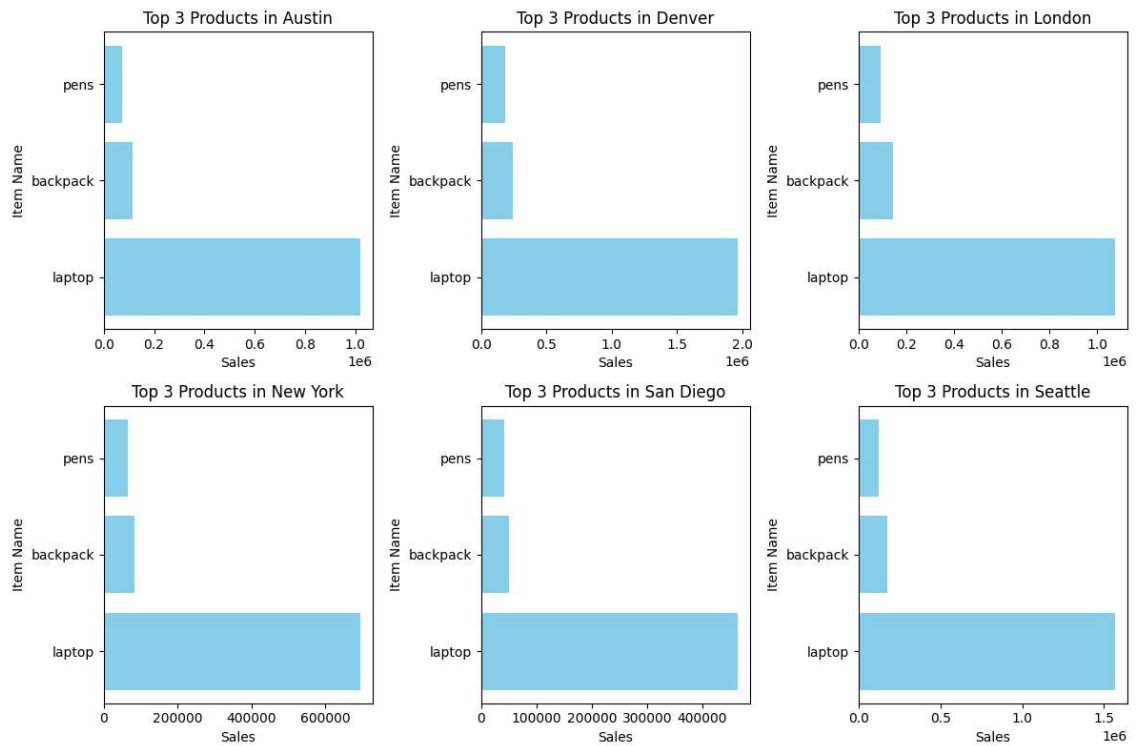 Top 3 Products in Austin
Item Name
pens
backpack
laptop
0.0 0.2 0.4 0.6 0.8 1.0
1e6
Sales
Top 3 Products in Denver
Item Name
pens
backpack
laptop
0.0 0.5 1.0 1.5 2.0
1e6
Sales
Top 3 Products in London
Item Name
pens
backpack
laptop
0.0 0.2 0.4 0.6 0.8 1.0
1e6
Sales
Top 3 Products in New York
Item Name
pens
backpack
laptop
0 200000 400000 600000
Sales
Top 3 Products in San Diego
Item Name
pens
backpack
laptop
0 100000 200000 300000 400000
Sales
Top 3 Products in Seattle
Item Name
pens
backpack
laptop
0.0 0.5 1.0 1.5
1e6
Sales